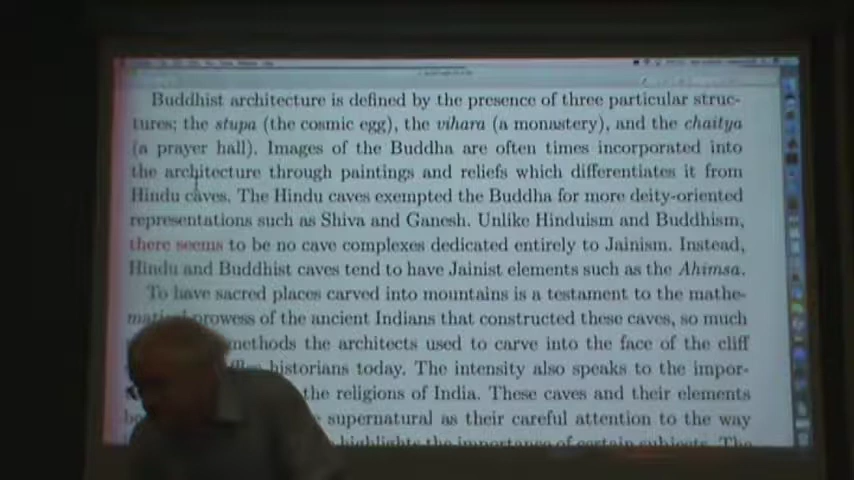 Buddhist architecture is defined by the presence of three particular struc-
tures; the stupa (the cosmic egg), the vihara (a monastery), and the chaitya
(a prayer hall). Images of the Buddha are often times incorporated into
the architecture through paintings and reliefs which differentiates it from
Hindu caves. The Hindu caves exempted the Buddha for more deity-oriented
representations such as Shiva and Ganesh. Unlike Hinduism and Buddhism,
there seems to be no cave complexes dedicated entirely to Jainism. Instead,
Hindu and Buddhist caves tend to have Jainist elements such as the Ahimsa.
To have sacred places carved into mountains is a testament to the mathe-
matical prowess of the ancient Indians that constructed these caves, so much
methods the architects used to carve into the face of the cliff
historians today. The intensity also speaks to the impor-
the religions of India. These caves and their elements
supernatural as their careful attention to the way
highlights the importance of certain subjects. The